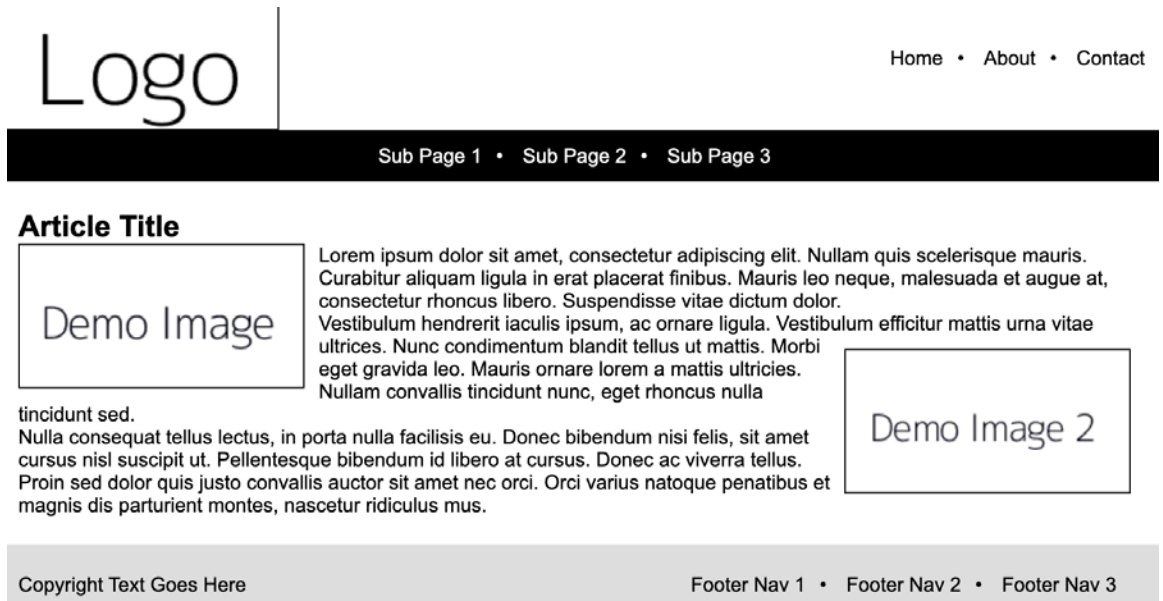 Logo
Home • About • Contact
Sub Page 1 • Sub Page 2 • Sub Page 3
Article Title
Demo Image
Lorem ipsum dolor sit amet, consectetur adipiscing elit. Nullam quis scelerisque mauris.
Curabitur aliquam ligula in erat placerat finibus. Mauris leo neque, malesuada et augue at,
consectetur rhoncus libero. Suspendisse vitae dictum dolor.
Vestibulum hendrerit iaculis ipsum, ac ornare ligula. Vestibulum efficitur mattis urna vitae
ultrices. Nunc condimentum blandit tellus ut mattis. Morbi
eget gravida leo. Mauris ornare lorem a mattis ultricies.
Nullam convallis tincidunt nunc, eget rhoncus nulla
tincidunt sed.
Demo Image 2
Nulla consequat tellus lectus, in porta nulla facilisis eu. Donec bibendum nisi felis, sit amet
cursus nisl suscipit ut. Pellentesque bibendum id libero at cursus. Donec ac viverra tellus.
Proin sed dolor quis justo convallis auctor sit amet nec orci. Orci varius natoque penatibus et
magnis dis parturient montes, nascetur ridiculus mus.
Copyright Text Goes Here
Footer Nav 1 • Footer Nav 2 • Footer Nav 3